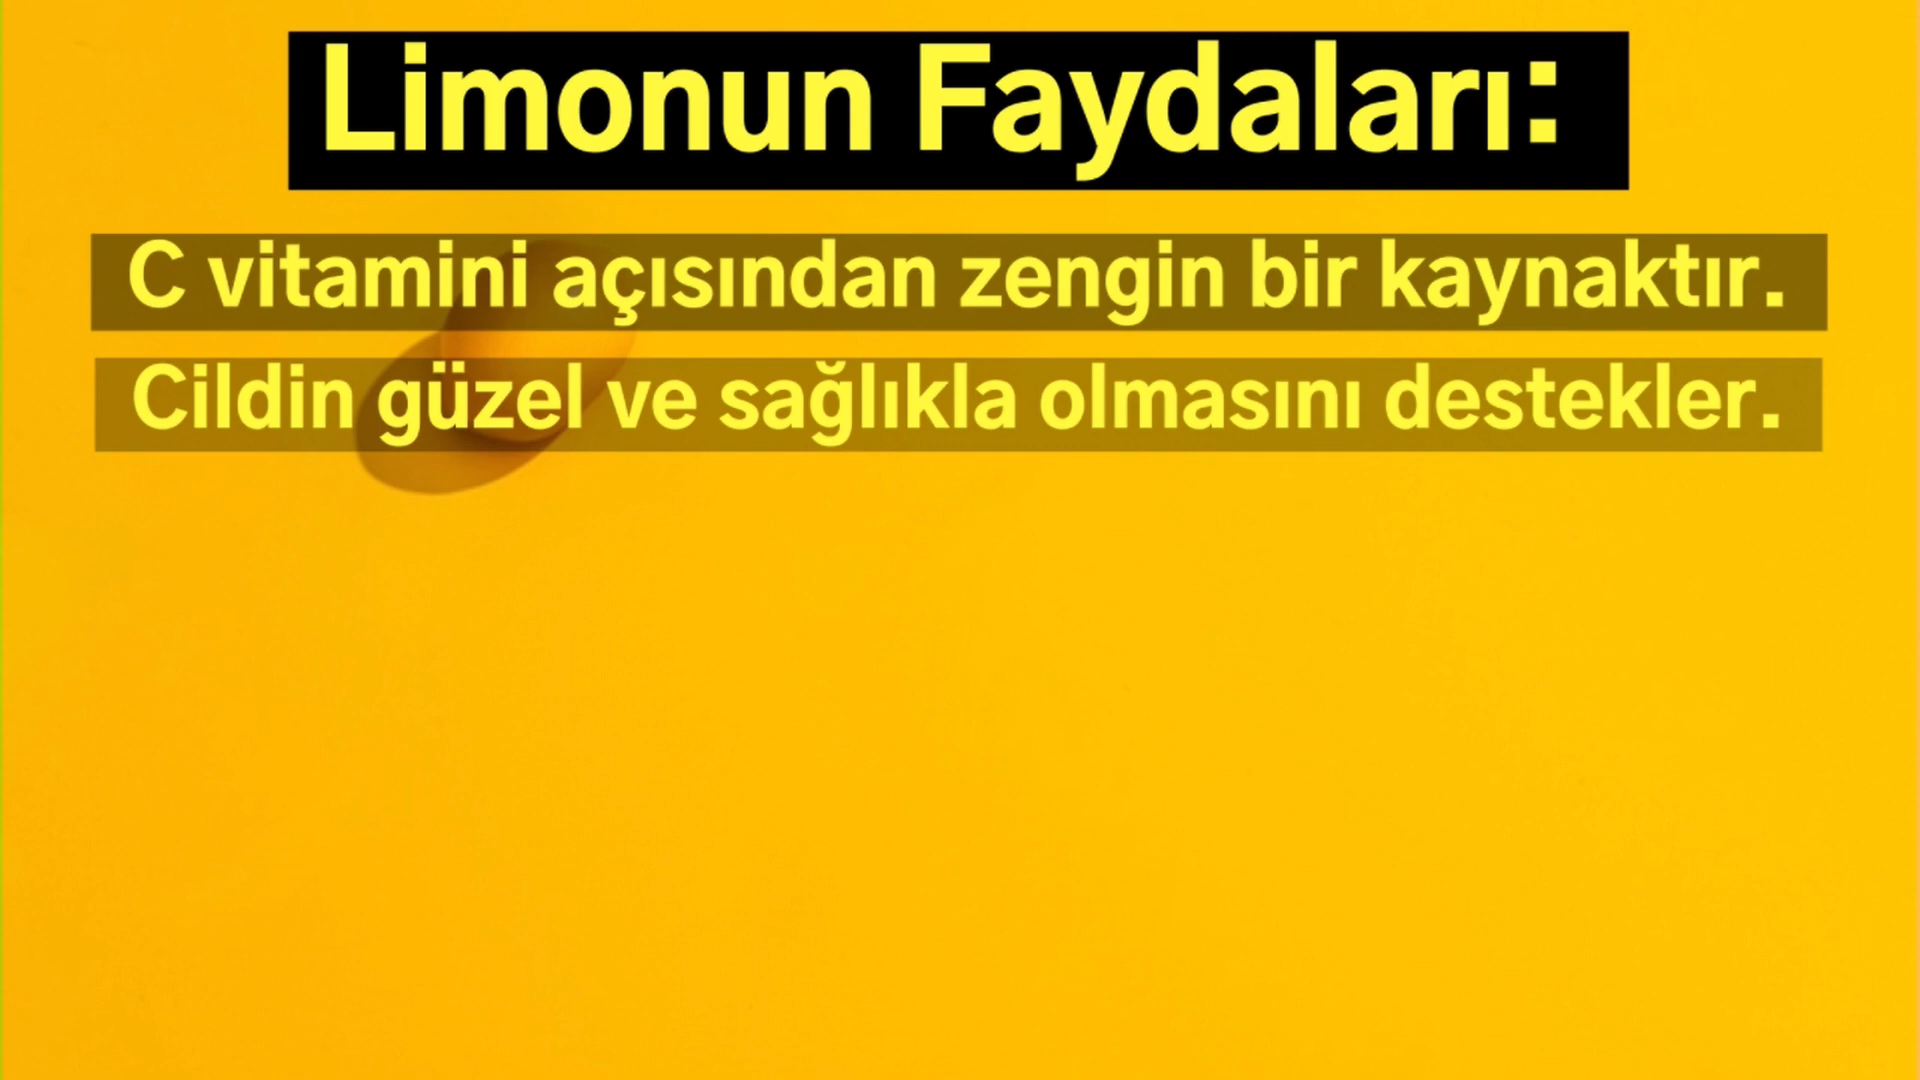 Limonun Faydaları:
C vitamini açısından zengin bir kaynaktır.
Cildin güzel ve sağlıkla olmasını destekler.